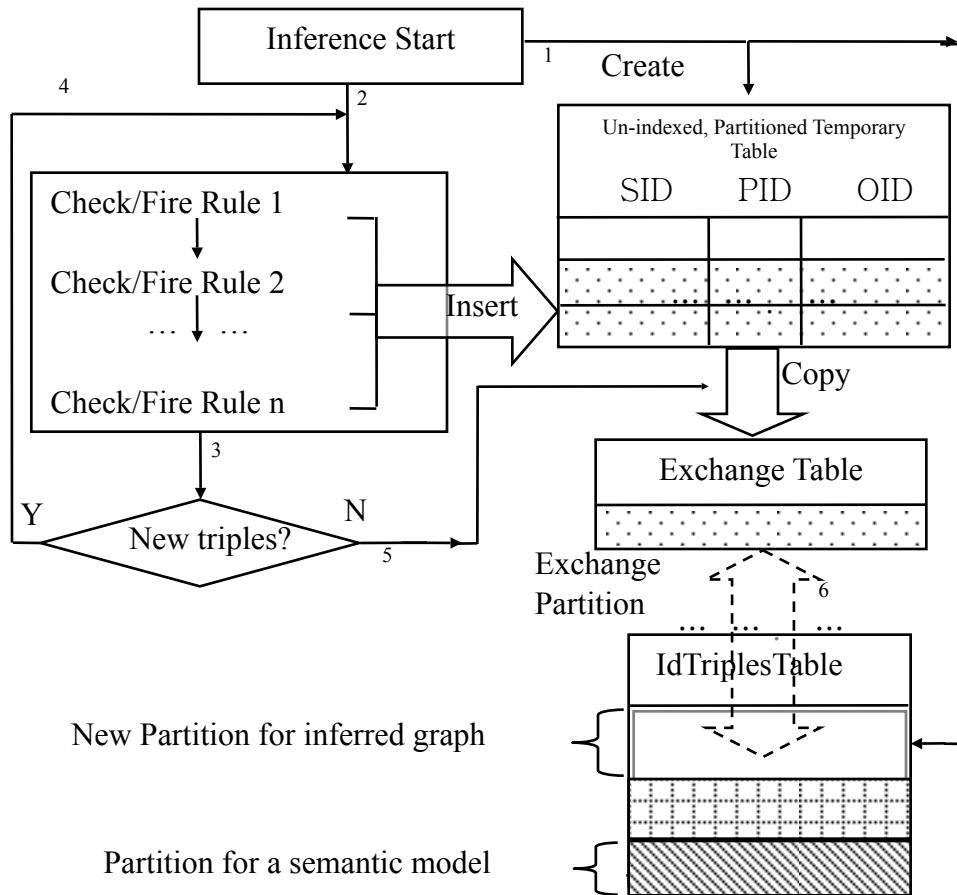 Inference Start
1
Create
4
2
Un-indexed, Partitioned Temporary
Table
SID PID OID
Check/Fire Rule 1
Check/Fire Rule 2
… …
Check/Fire Rule n
Insert
… … …
Copy
3
Exchange Table
Y
N
New triples?
5
Exchange
Partition
6
… … …
IdTriplesTable
New Partition for inferred graph
Partition for a semantic model